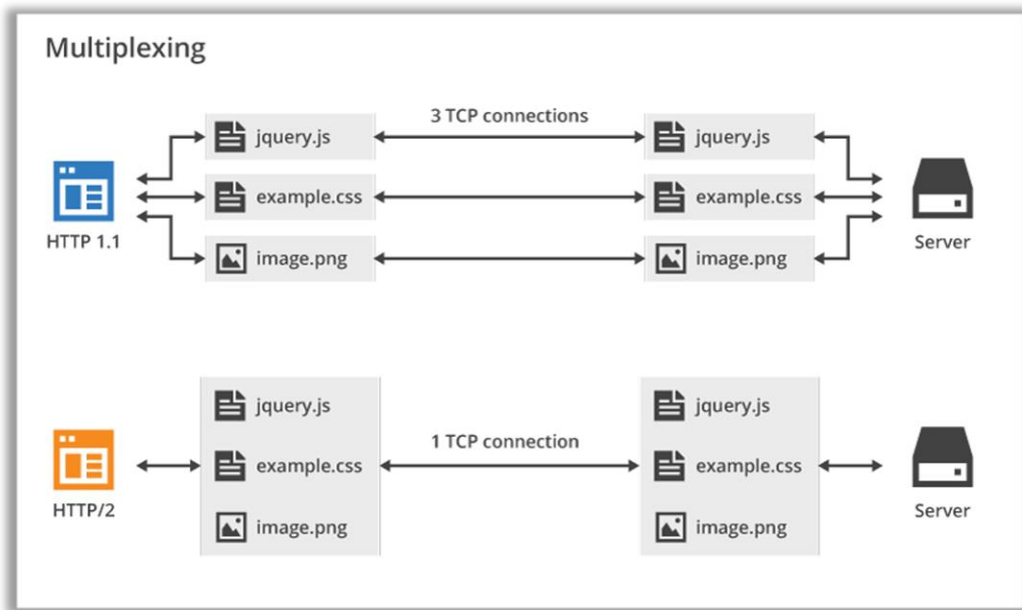 Multiplexing
3 TCP connections
jquery.js
jquery.js
example.css
example.css
image.png
image.png
HTTP 1.1
Server
1 TCP connection
jquery.js
jquery.js
example.css
example.css
image.png
image.png
HTTP/2
Server